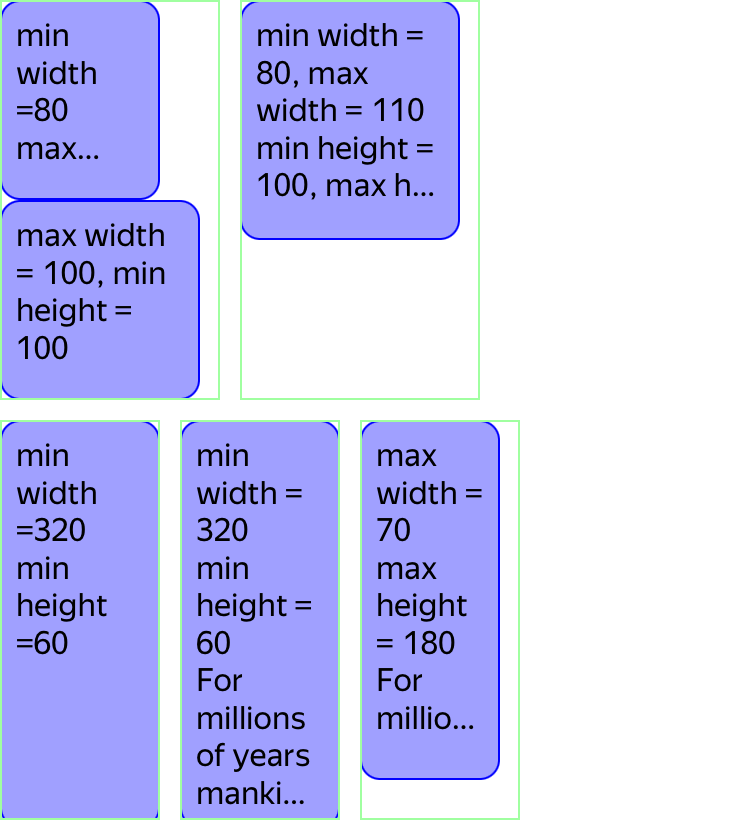 min
width
=80
max...
max width
= 100, min
height =
100
min width =
80, max
width = 110
min height =
100, max h...
min
width
=320
min
height
=60
min
width =
320
min
height =
60
For
millions
of years
manki...
max
width =
70
max
height
= 180
For
millio...